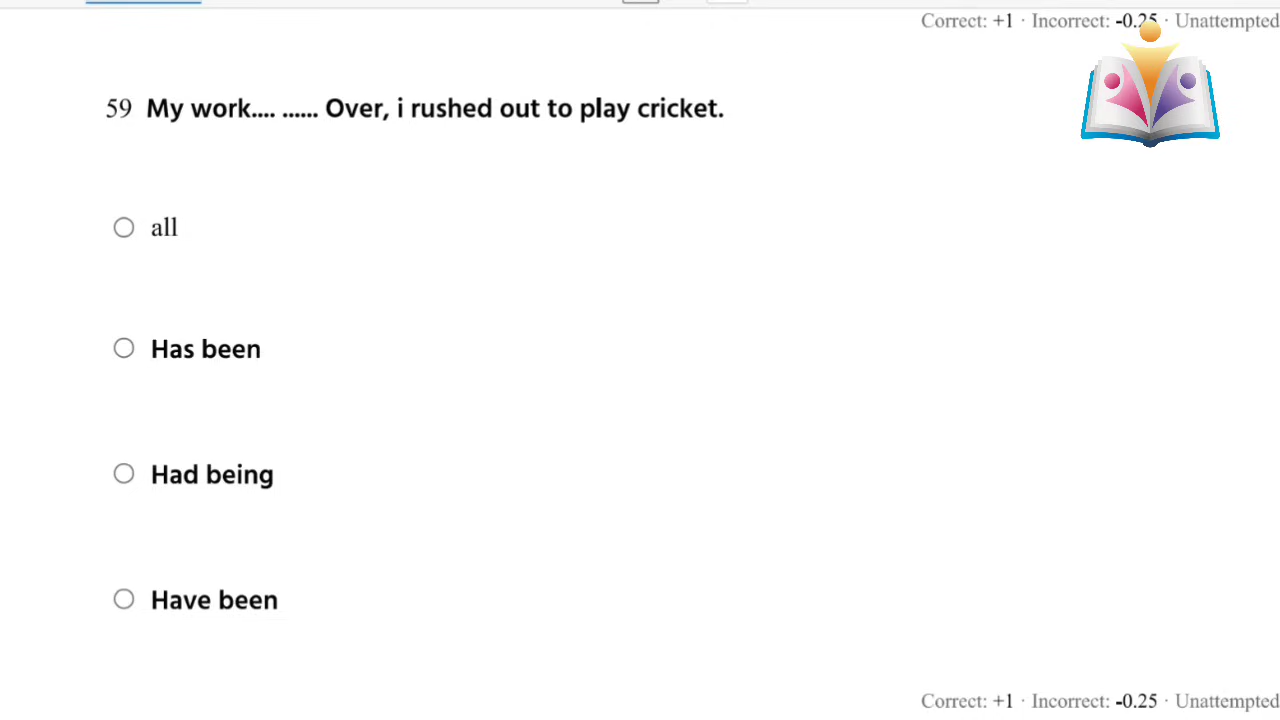 Correct: +1 · Incorrect: -0.25 · Unattempted
59 My work.... ...... Over, i rushed out to play cricket.
all
Has been
Had being
Have been
Correct: +1 · Incorrect: -0.25 · Unattempted